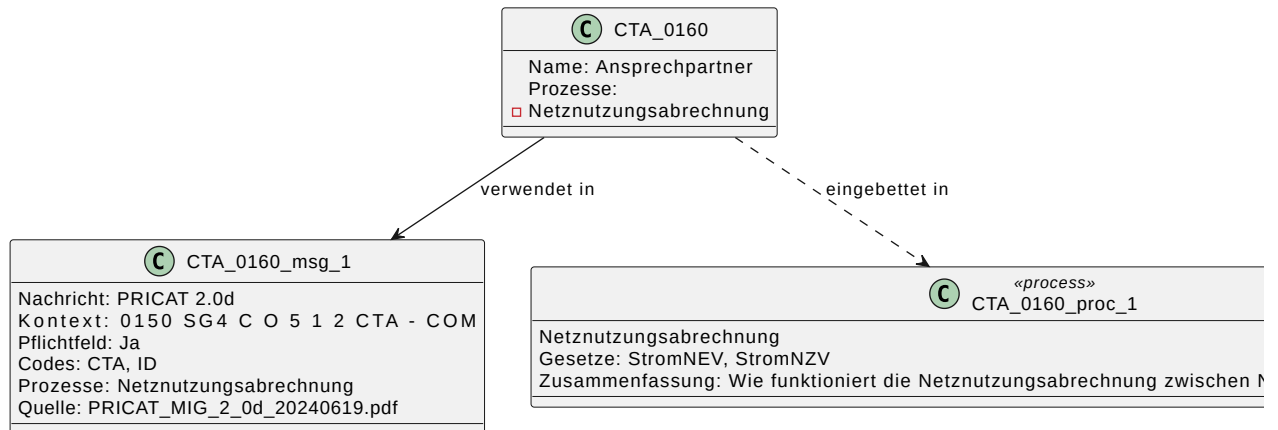 C CTA_0160
Name: Ansprechpartner
Prozesse:
Netznutzungsabrechnung
verwendet in
eingebettet in
C CTA_0160_msg_1
Nachricht: PRICAT 2.0d
Kontext: 0150 SG4 C O 5 1 2 CTA - COM
Pflichtfeld: Ja
Codes: CTA, ID
Prozesse: Netznutzungsabrechnung
Quelle: PRICAT_MIG_2_0d_20240619.pdf
«process»
C CTA_0160_proc_1
Netznutzungsabrechnung
Gesetze: StromNEV, StromNZV
Zusammenfassung: Wie funktioniert die Netznutzungsabrechnung zwischen